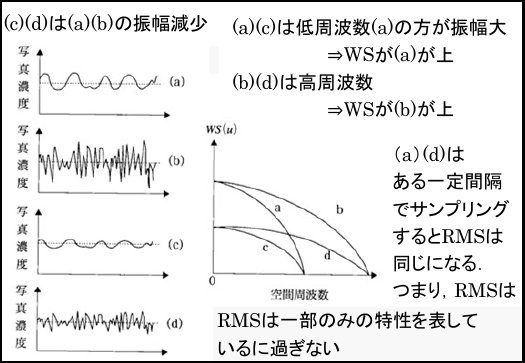 (c)(d)は(a)(b)の振幅減少
(a)(c)は低周波数(a)の方が振幅大
⇒WSが(a)が上
(b)(d)は高周波数
⇒WSが(b)が上
写真濃度
(a)
写真濃度
(b)
写真濃度
(c)
写真濃度
(d)
WS(u)
a
b
c
d
0
空間周波数
(a)(d)は
ある一定間隔
でサンプリング
するとRMSは
同じになる.
つまり, RMSは
RMSは一部のみの特性を表して
いるに過ぎない